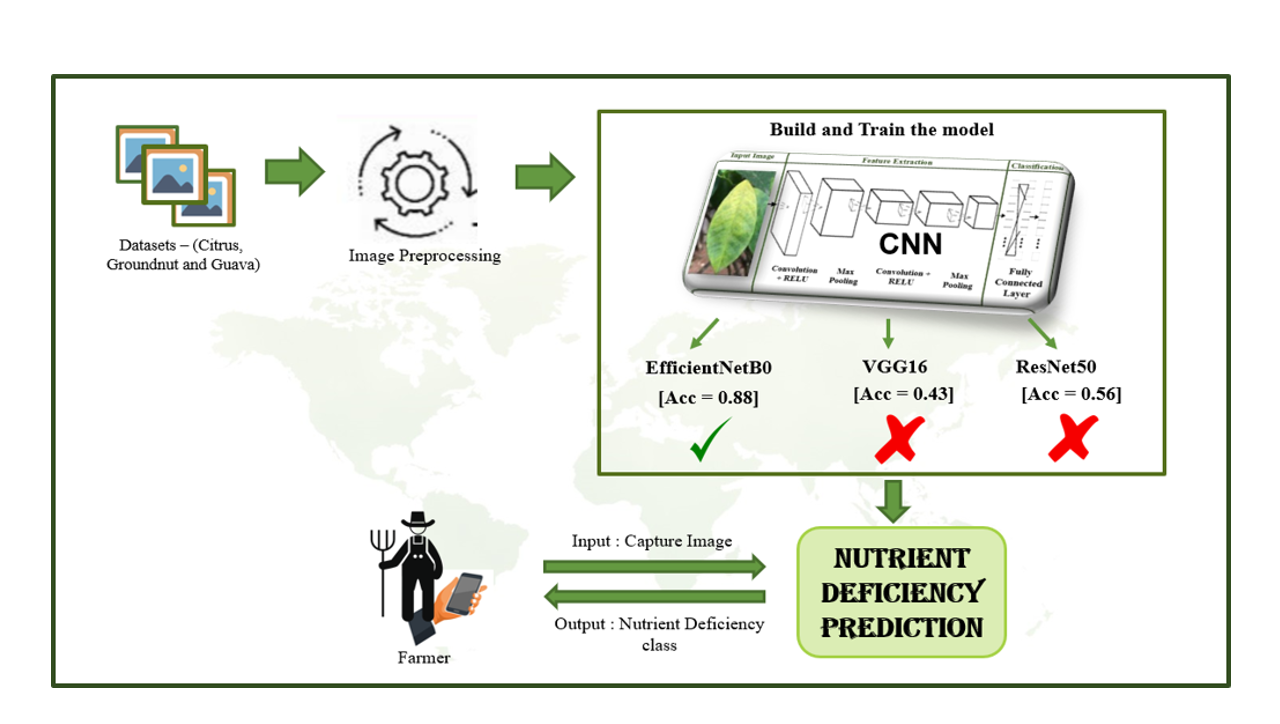 Build and Train the model
Input Image
Feature Extraction
Classification
CNN
Convolution
+ RELU
Max
Pooling
Convolution +
RELU
Max
Pooling
Fully
Connected
Layer
Datasets – (Citrus,
Groundnut and Guava)
Image Preprocessing
EfficientNetB0
[Acc = 0.88]
VGG16
[Acc = 0.43]
ResNet50
[Acc = 0.56]
Input : Capture Image
Output : Nutrient Deficiency
class
Farmer
NUTRIENT
DEFICIENCY
PREDICTION